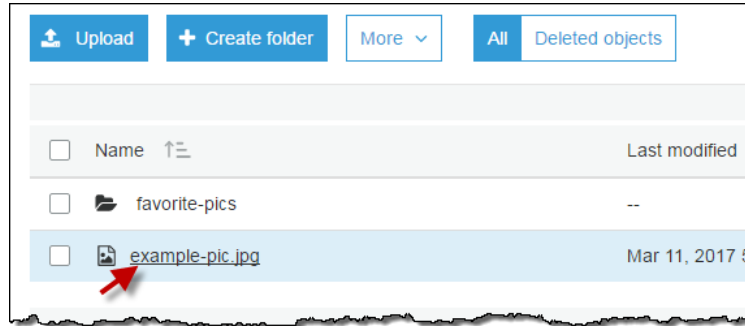 Upload + Create folder More All Deleted objects
Name Last modified
favorite-pics --
example-pic.jpg Mar 11, 2017